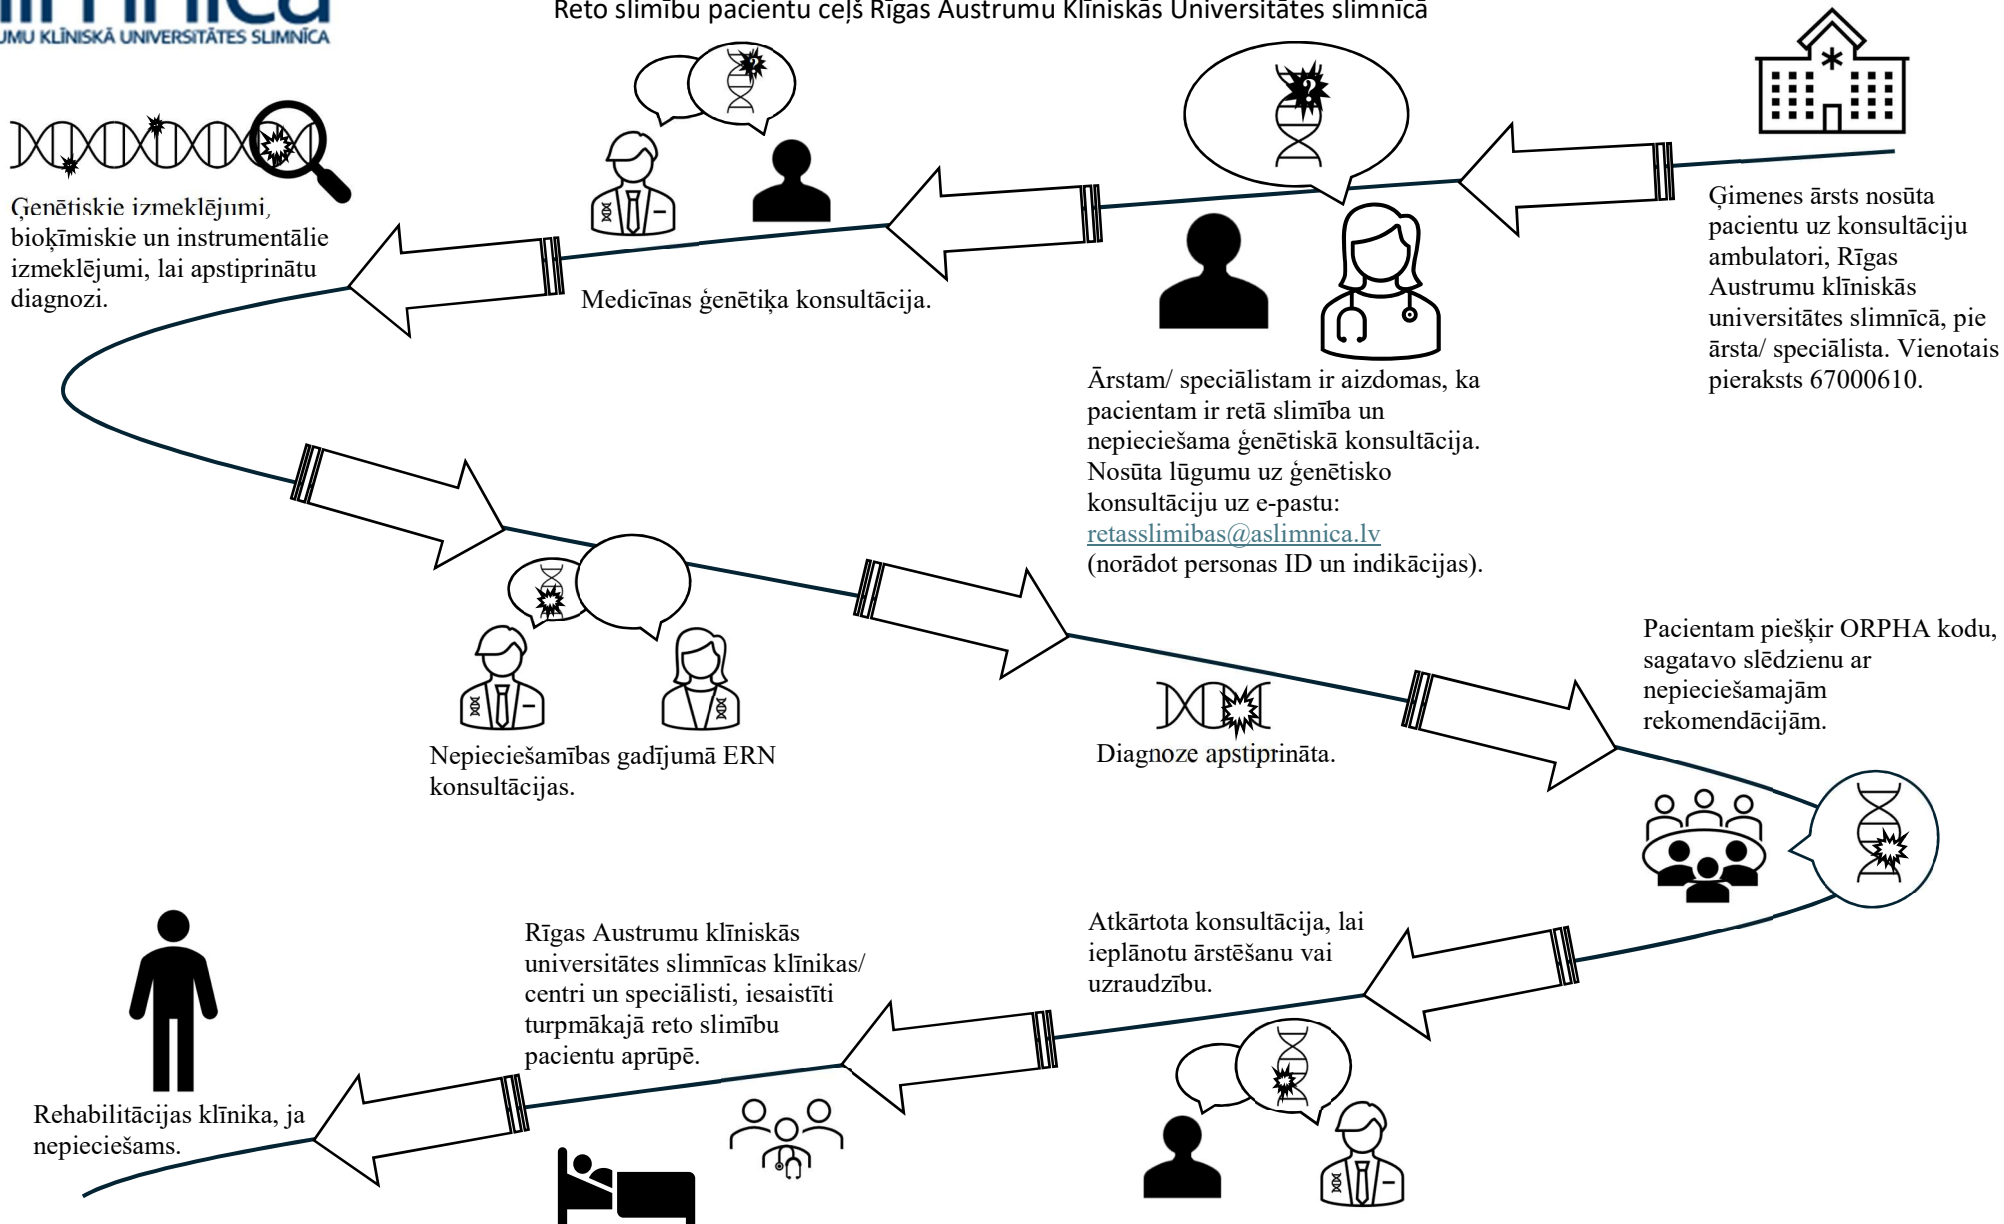 Reto slimību pacientu ceļš Rīgas Austrumu Klīniskās Universitātes slimnīcā
KLĪNISKĀ UNIVERSITĀTES SLIMNĪCA
Ģimenes ārsts nosūta
pacientu uz konsultāciju
ambulatori, Rīgas
Austrumu klīniskās
universitātes slimnīcā, pie
ārsta/ speciālista. Vienotais
pieraksts 67000610.
Ārstam/ speciālistam ir aizdomas, ka
pacientam ir retā slimība un
nepieciešama ģenētiskā konsultācija.
Nosūta lūgumu uz ģenētisko
konsultāciju uz e-pastu:
retasslimibas@aslimnica.lv
(norādot personas ID un indikācijas).
Medicīnas ģenētiķa konsultācija.
Ģenētiskie izmeklējumi,
bioķīmiskie un instrumentālie
izmeklējumi, lai apstiprinātu
diagnozi.
Nepieciešamības gadījumā ERN
konsultācijas.
Diagnoze apstiprināta.
Pacientam piešķir ORPHA kodu,
sagatavo slēdzienu ar
nepieciešamajām
rekomendācijām.
Atkārtota konsultācija, lai
ieplānotu ārstēšanu vai
uzraudzību.
Rīgas Austrumu klīniskās
universitātes slimnīcas klīnikas/
centri un speciālisti, iesaistīti
turpmākajā reto slimību
pacientu aprūpē.
Rehabilitācijas klīnika, ja
nepieciešams.